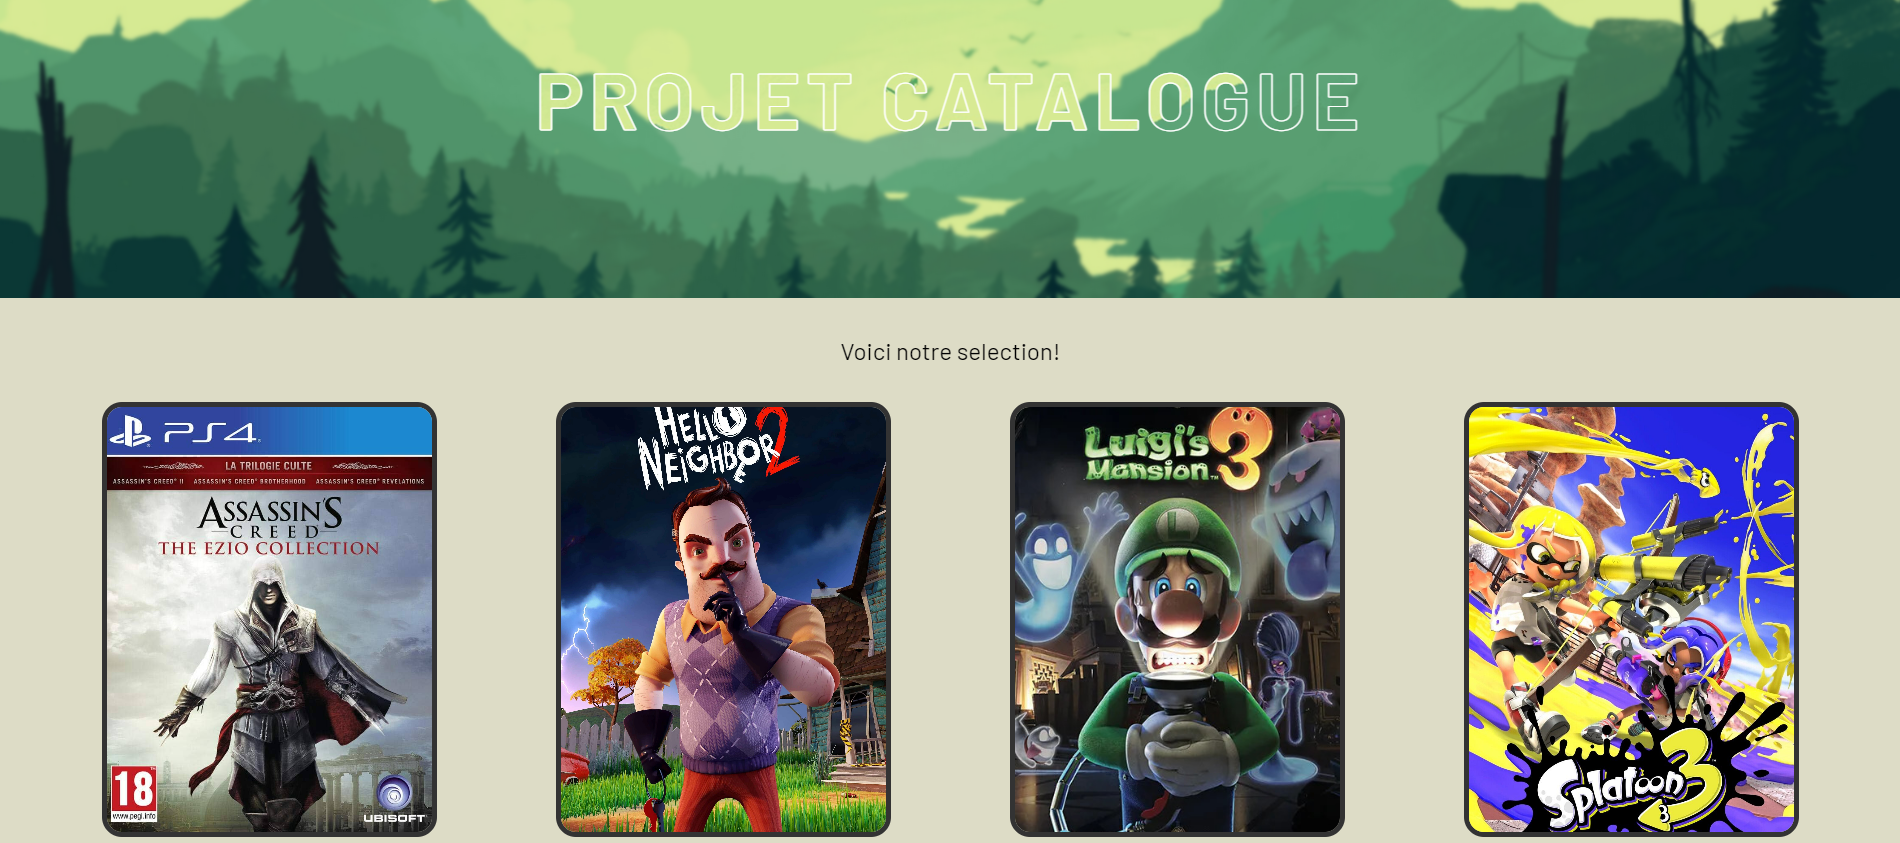 PROJET CATALOGUE
Voici notre selection!
PS4
LA TRILOGIE CULTE
ASSASSIN'S CREED® II ASSASSIN'S CREED® BROTHERHOOD ASSASSIN'S CREED® REVELATIONS
ASSASSIN'S
CREED
THE EZIO COLLECTION
18
www.pegi.info
UBISOFT
HELLO
NEIGHBOR
2
Luigi's
Mansion™
3
L
Splatoon
3